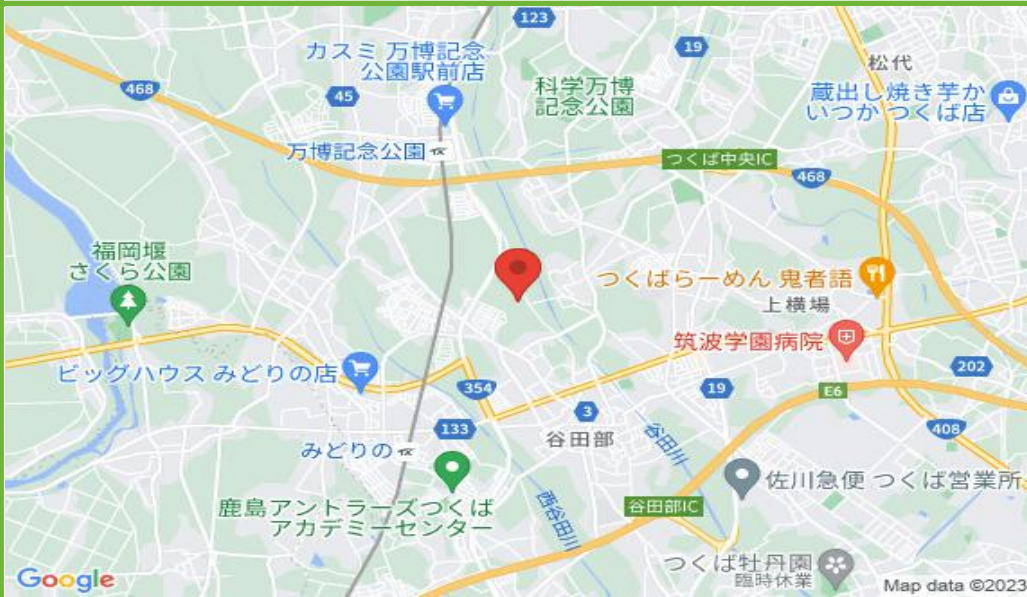 123
カスミ 万博記念
公園駅前店
19
松代
468
45
科学万博
記念公園
蔵出し焼き芋か
いつか つくば店
万博記念公園
つくば中央IC
468
福岡堰
さくら公園
つくばらーめん 鬼者語
上横場
筑波学園病院
ビッグハウス みどりの店
354
19
E6
202
3
133
谷田部
谷田川
408
みどりの
佐川急便 つくば営業所
鹿島アントラーズつくば
アカデミーセンター
西谷田川
谷田部IC
つくば牡丹園
臨時休業
Google
Map data ©2023